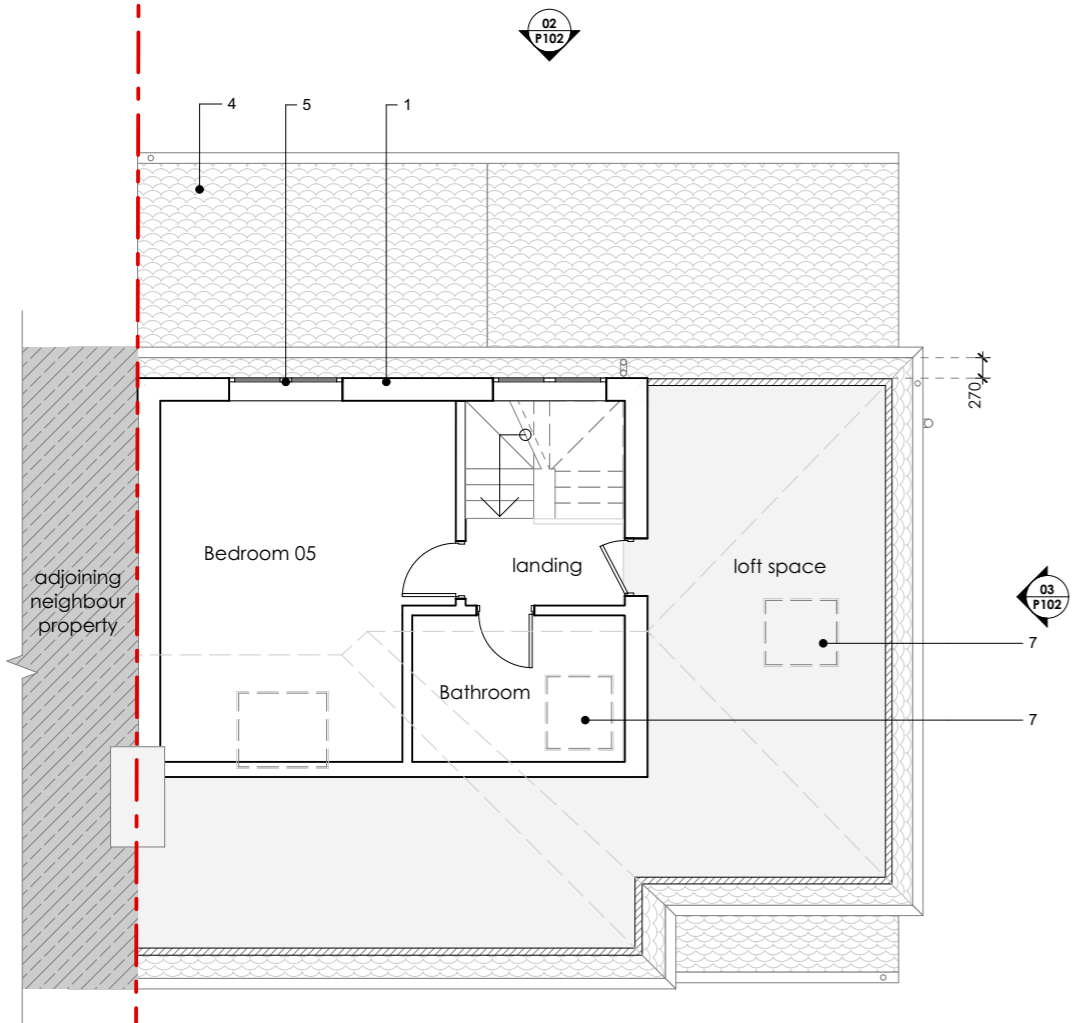 02
P102
4
5
1
270
Bedroom 05
landing
loft space
adjoining
neighbour
property
03
P102
7
Bathroom
7